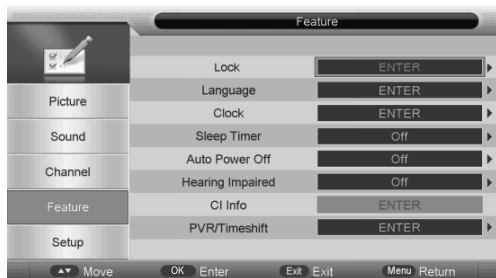 Feature
Lock ENTER
Language ENTER
Clock ENTER
Sleep Timer Off
Auto Power Off Off
Hearing Impaired Off
CI Info ENTER
PVR/Timeshift ENTER
Picture
Sound
Channel
Feature
Setup
Move OK Enter Exit Exit Menu Return